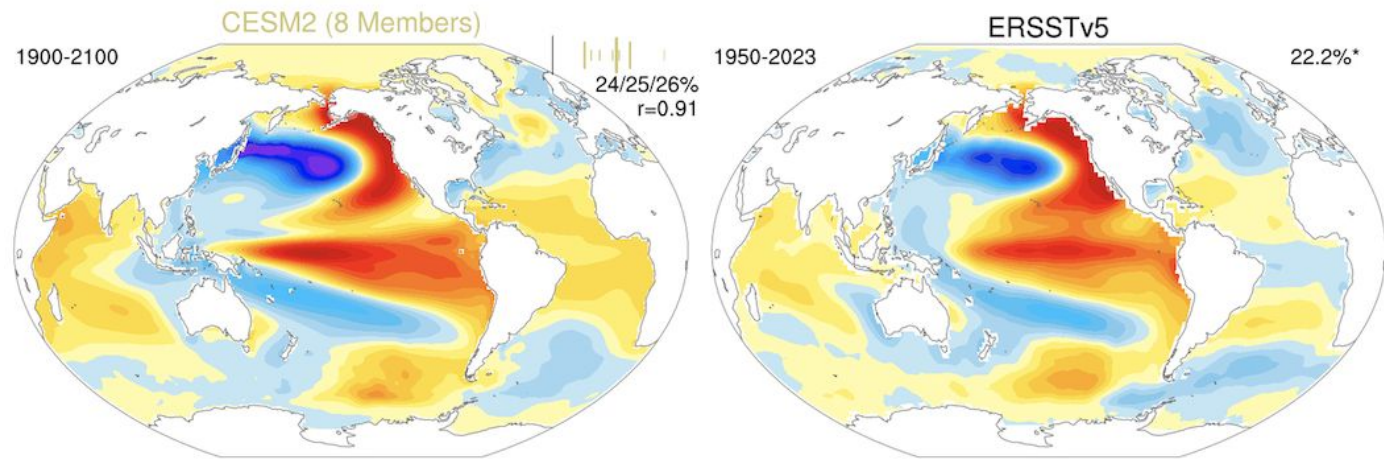 CESM2 (8 Members)
1900-2100
24/25/26%
r=0.91
ERSSTv5
1950-2023
22.2%*